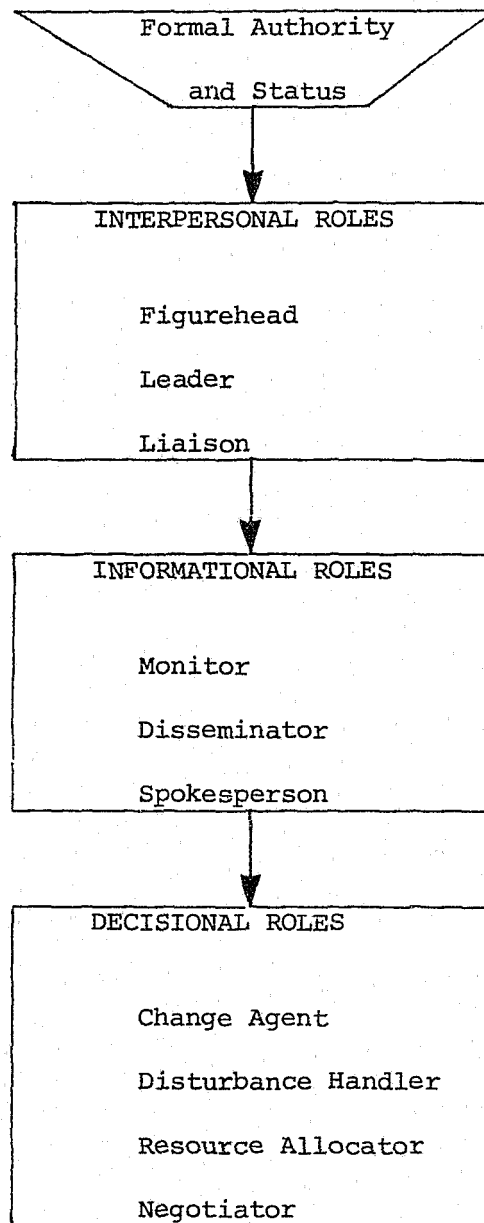 Formal Authority
and Status
INTERPERSONAL ROLES
Figurehead
Leader
Liaison
INFORMATIONAL ROLES
Monitor
Disseminator
Spokesperson
DECISIONAL ROLES
Change Agent
Disturbance Handler
Resource Allocator
Negotiator